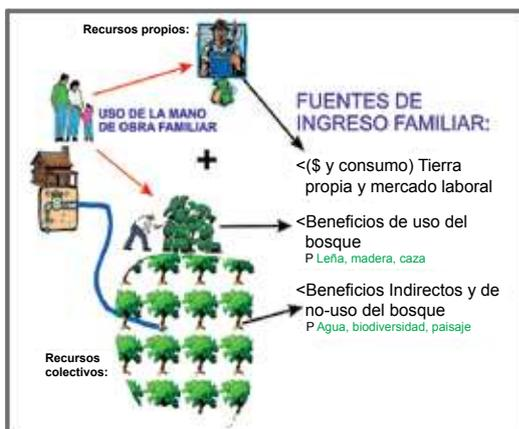 Recursos propios:
USO DE LA MANO
DE OBRA FAMILIAR
+
FUENTES DE
INGRESO FAMILIAR:
<($ y consumo) Tierra
propia y mercado laboral
<Beneficios de uso del
bosque
P Leña, madera, caza
<Beneficios Indirectos y de
no-uso del bosque
P Agua, biodiversidad, paisaje
Recursos
colectivos: